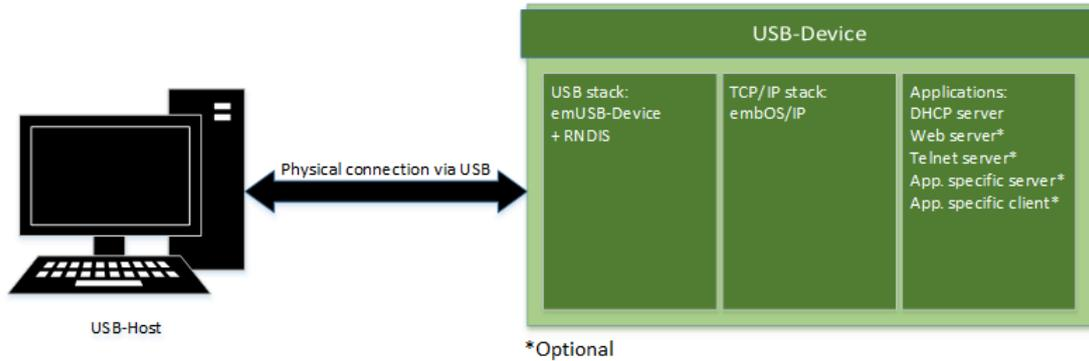 USB-Device
USB stack:
emUSB-Device
+ RNDIS
TCP/IP stack:
embOS/IP
Applications:
DHCP server
Web server*
Telnet server*
App. specific server*
App. specific client*
Physical connection via USB
USB-Host
*Optional